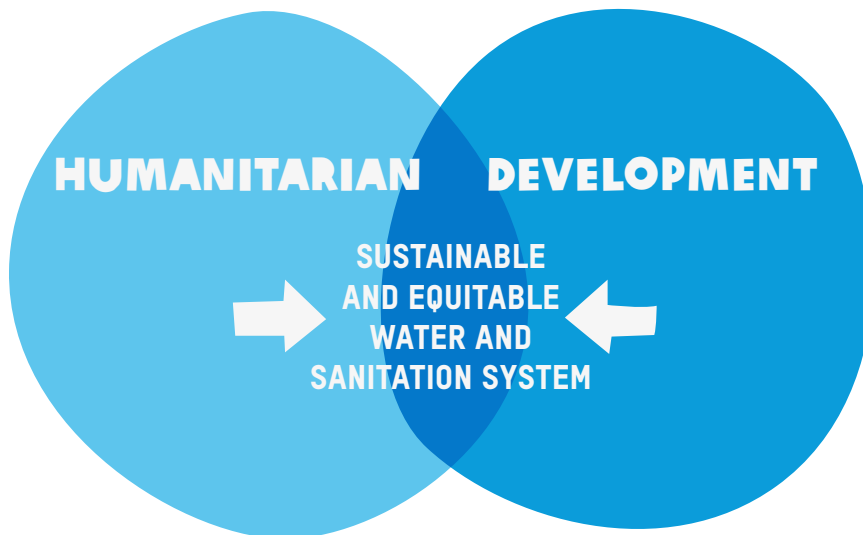 HUMANITARIAN
DEVELOPMENT
SUSTAINABLE
AND EQUITABLE
WATER AND
SANITATION SYSTEM